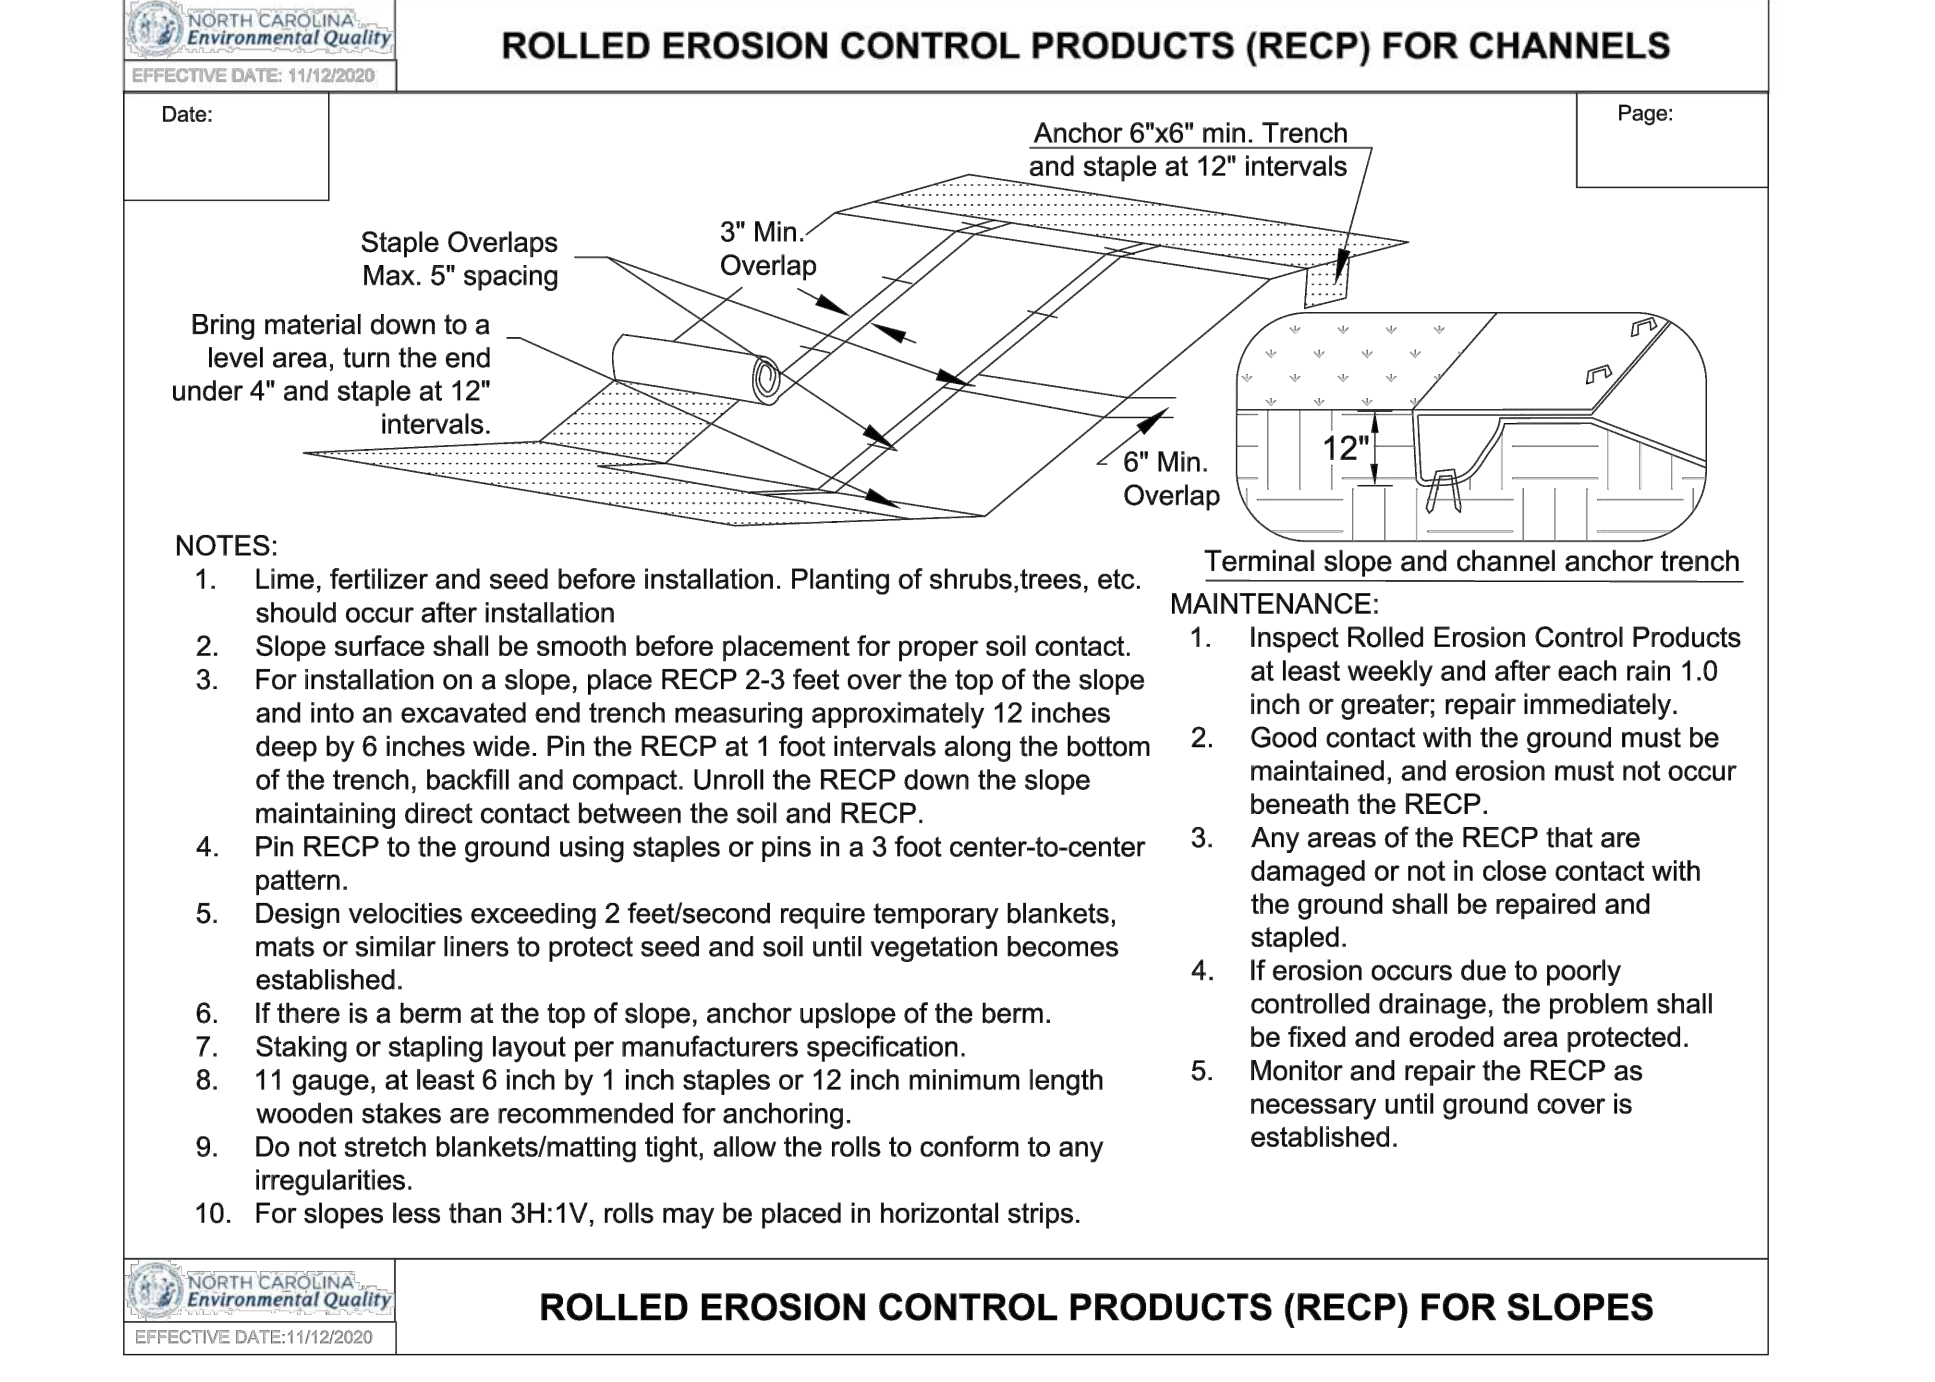 NORTH CAROLINA
Environmental Quality
EFFECTIVE DATE: 11/12/2020
ROLLED EROSION CONTROL PRODUCTS (RECP) FOR CHANNELS
Date:
Page:
Anchor 6"x6" min. Trench
and staple at 12" intervals
3" Min.
Overlap
Staple Overlaps
Max. 5" spacing
Bring material down to a
level area, turn the end
under 4" and staple at 12"
intervals.
6" Min.
Overlap
12"
Terminal slope and channel anchor trench
NOTES:
1. Lime, fertilizer and seed before installation. Planting of shrubs,trees, etc.
should occur after installation
2. Slope surface shall be smooth before placement for proper soil contact.
3. For installation on a slope, place RECP 2-3 feet over the top of the slope
and into an excavated end trench measuring approximately 12 inches
deep by 6 inches wide. Pin the RECP at 1 foot intervals along the bottom
of the trench, backfill and compact. Unroll the RECP down the slope
maintaining direct contact between the soil and RECP.
4. Pin RECP to the ground using staples or pins in a 3 foot center-to-center
pattern.
5. Design velocities exceeding 2 feet/second require temporary blankets,
mats or similar liners to protect seed and soil until vegetation becomes
established.
6. If there is a berm at the top of slope, anchor upslope of the berm.
7. Staking or stapling layout per manufacturers specification.
8. 11 gauge, at least 6 inch by 1 inch staples or 12 inch minimum length
wooden stakes are recommended for anchoring.
9. Do not stretch blankets/matting tight, allow the rolls to conform to any
irregularities.
10. For slopes less than 3H:1V, rolls may be placed in horizontal strips.
MAINTENANCE:
1. Inspect Rolled Erosion Control Products
at least weekly and after each rain 1.0
inch or greater; repair immediately.
2. Good contact with the ground must be
maintained, and erosion must not occur
beneath the RECP.
3. Any areas of the RECP that are
damaged or not in close contact with
the ground shall be repaired and
stapled.
4. If erosion occurs due to poorly
controlled drainage, the problem shall
be fixed and eroded area protected.
5. Monitor and repair the RECP as
necessary until ground cover is
established.
NORTH CAROLINA
Environmental Quality
EFFECTIVE DATE:11/12/2020
ROLLED EROSION CONTROL PRODUCTS (RECP) FOR SLOPES